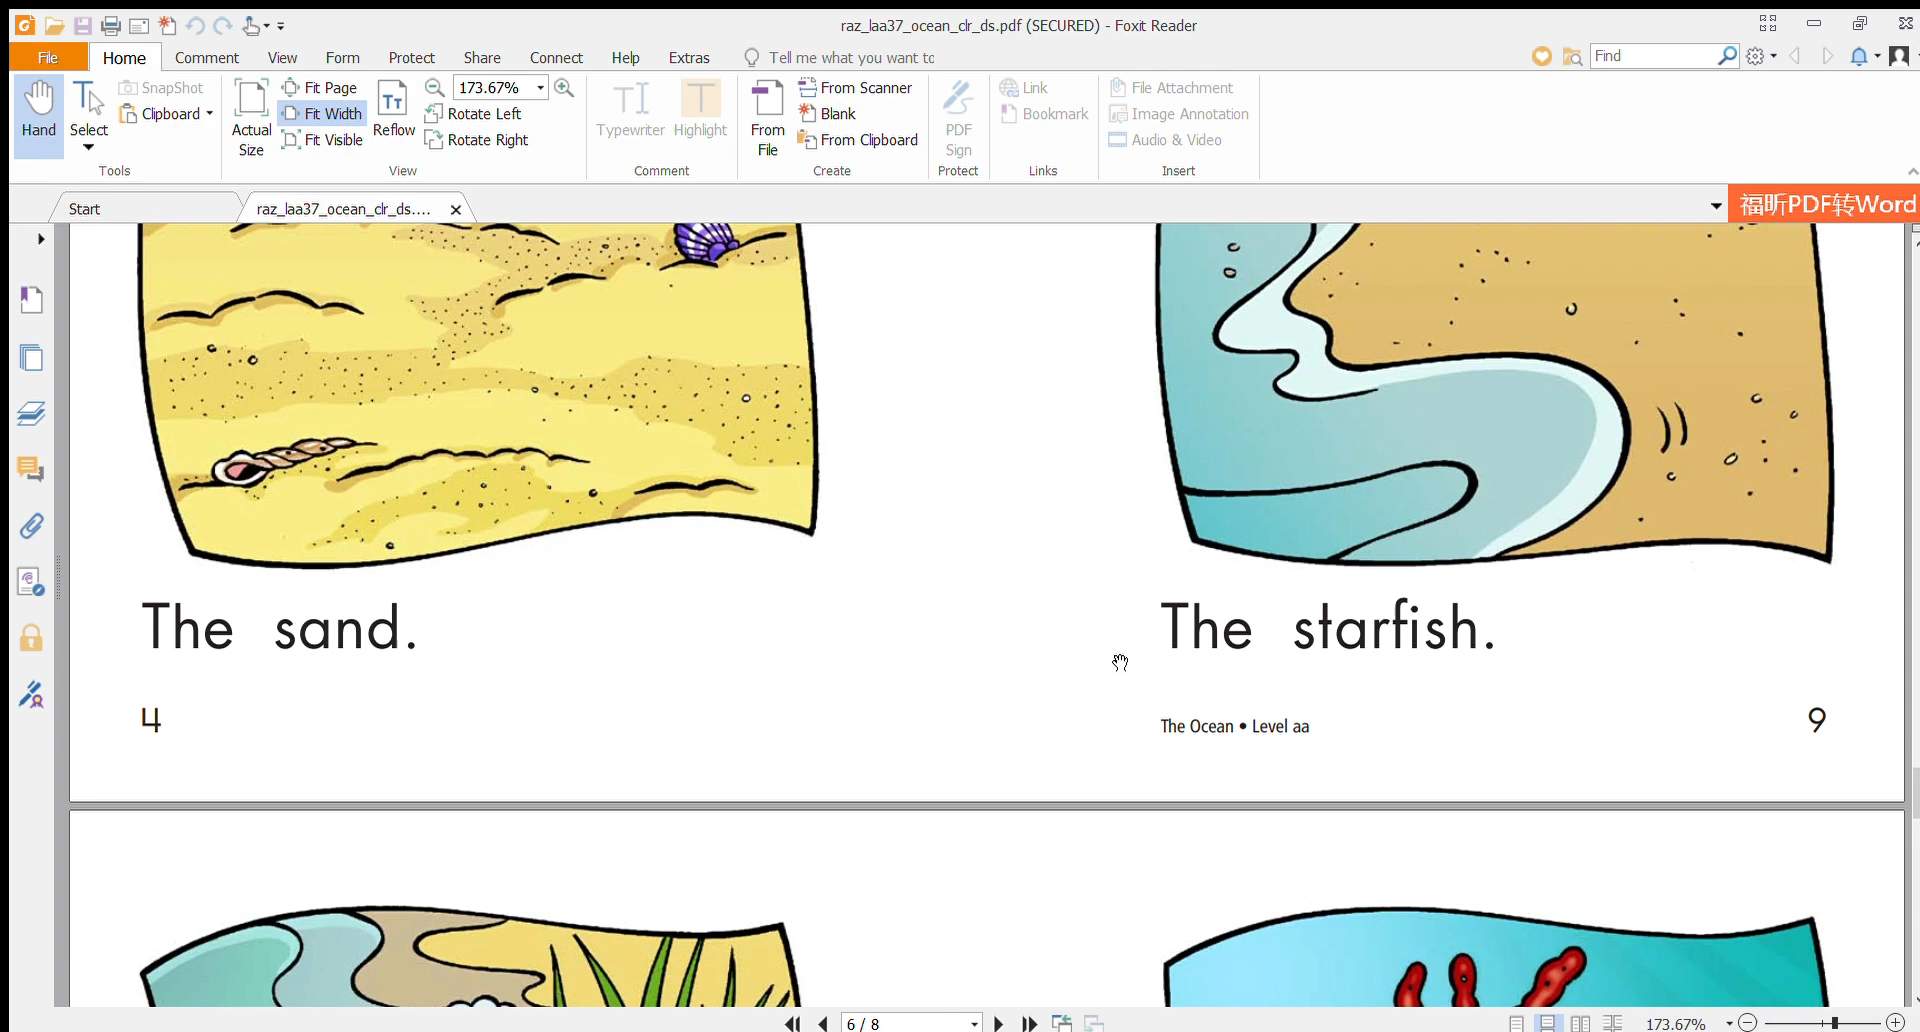 raz_laa37_ocean_clr_ds.pdf (SECURED) - Foxit Reader
File Home Comment View Form Protect Share Connect Help Extras Tell me what you want to Find
Hand
Select
SnapShot
Clipboard
Tools
Actual Size
Fit Page
Fit Width
Fit Visible
Reflow
173.67%
Rotate Left
Rotate Right
View
Typewriter
Highlight
Comment
From File
From Scanner
Blank
From Clipboard
Create
PDF Sign
Protect
Link
Bookmark
Links
File Attachment
Image Annotation
Audio & Video
Insert
Start raz_laa37_ocean_clr_ds.... 福昕PDF转Word
The sand.
4
The starfish.
The Ocean • Level aa 9
6 / 8 173.67%